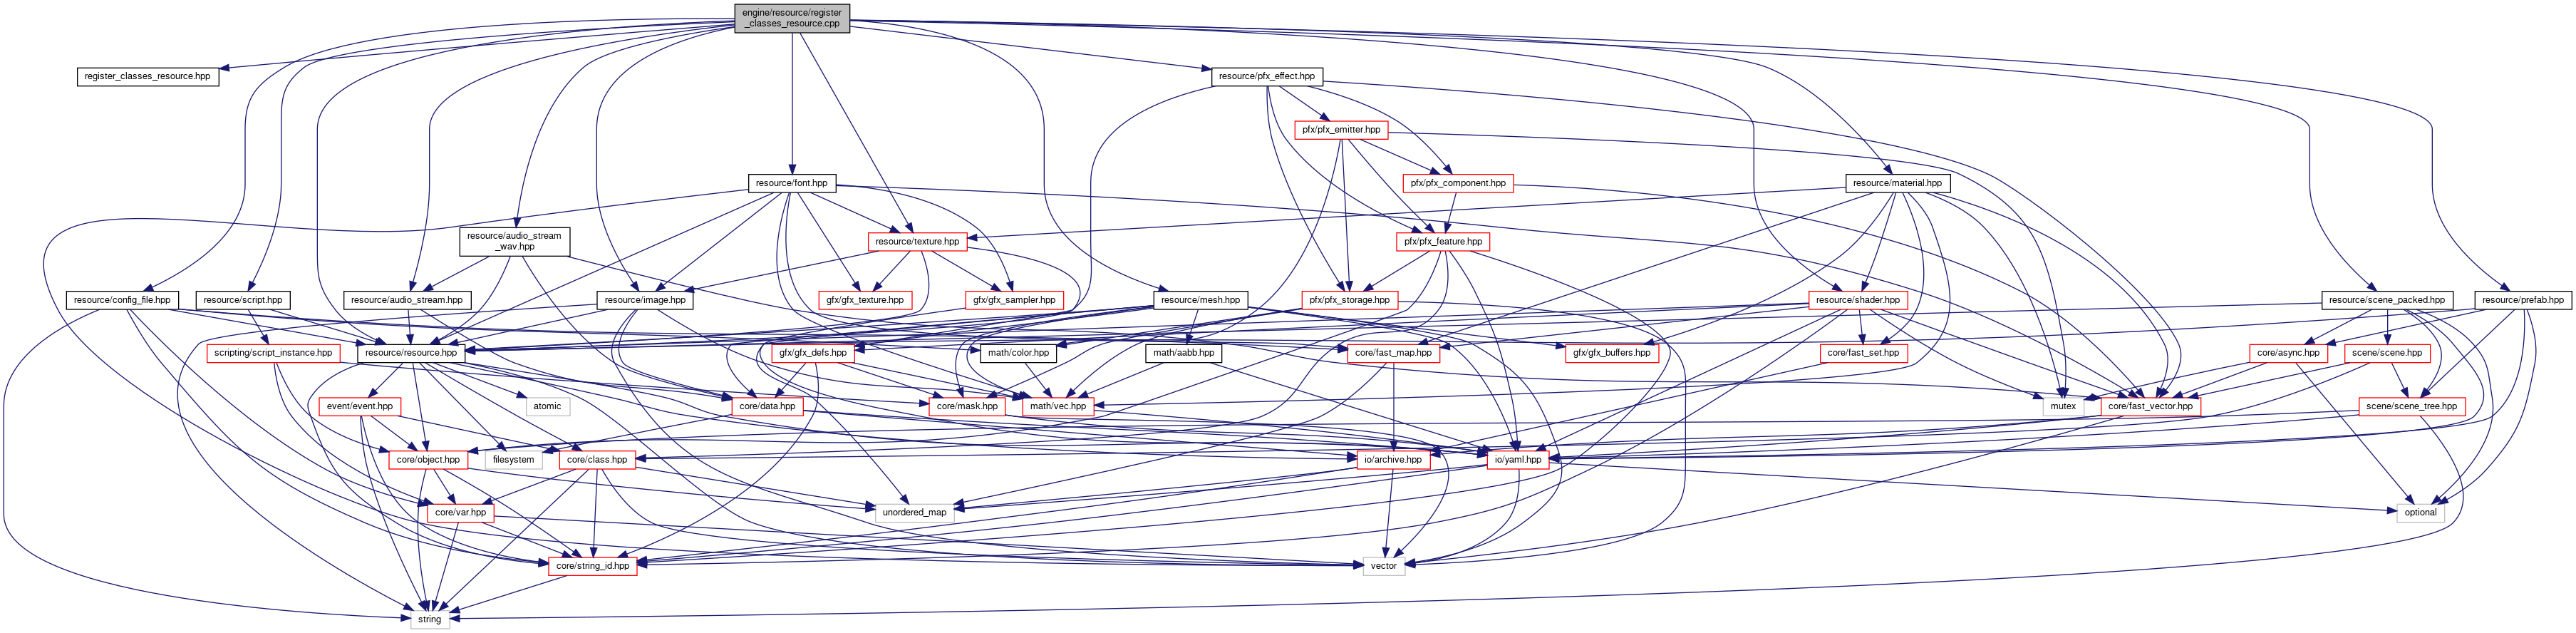 engine/resource/register
_classes_resource.cpp
register_classes_resource.hpp
resource/pfx_effect.hpp
pfx/pfx_emitter.hpp
resource/font.hpp
pfx/pfx_component.hpp
resource/material.hpp
resource/audio_stream
_wav.hpp
resource/texture.hpp
pfx/pfx_feature.hpp
resource/config_file.hpp
resource/script.hpp
resource/audio_stream.hpp
resource/image.hpp
gfx/gfx_texture.hpp
gfx/gfx_sampler.hpp
resource/mesh.hpp
pfx/pfx_storage.hpp
resource/shader.hpp
resource/scene_packed.hpp
resource/prefab.hpp
scripting/script_instance.hpp
resource/resource.hpp
gfx/gfx_defs.hpp
math/color.hpp
math/aabb.hpp
core/fast_map.hpp
gfx/gfx_buffers.hpp
core/fast_set.hpp
core/async.hpp
scene/scene.hpp
event/event.hpp
atomic
core/data.hpp
core/mask.hpp
math/vec.hpp
mutex
core/fast_vector.hpp
scene/scene_tree.hpp
core/object.hpp
filesystem
core/class.hpp
io/archive.hpp
io/yaml.hpp
core/var.hpp
unordered_map
optional
core/string_id.hpp
vector
string